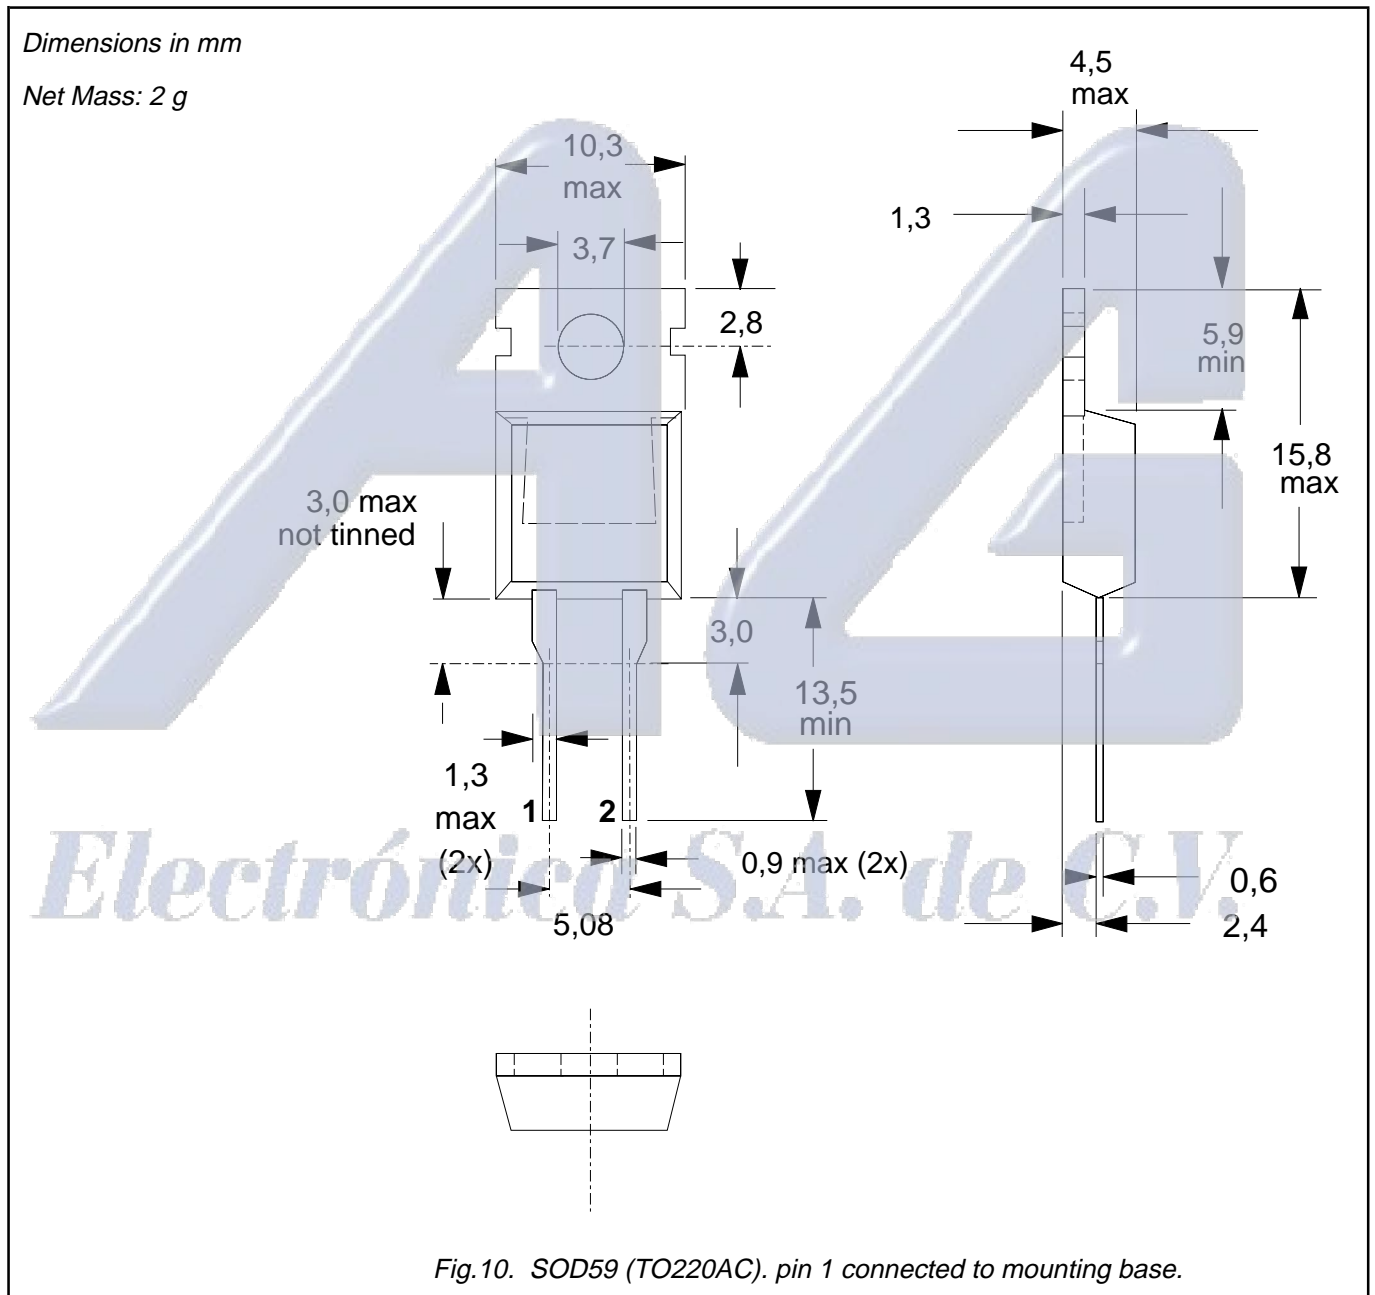 Dimensions in mm
Net Mass: 2 g
4,5
max
10,3
max
1,3
3,7
2,8
5,9
min
15,8
max
3,0 max
not tinned
3,0
13,5
min
1,3
max
(2x)
1
2
0,9 max (2x)
5,08
0,6
2,4
AG
Electrónica S.A. de C.V.
Fig.10. SOD59 (TO220AC). pin 1 connected to mounting base.